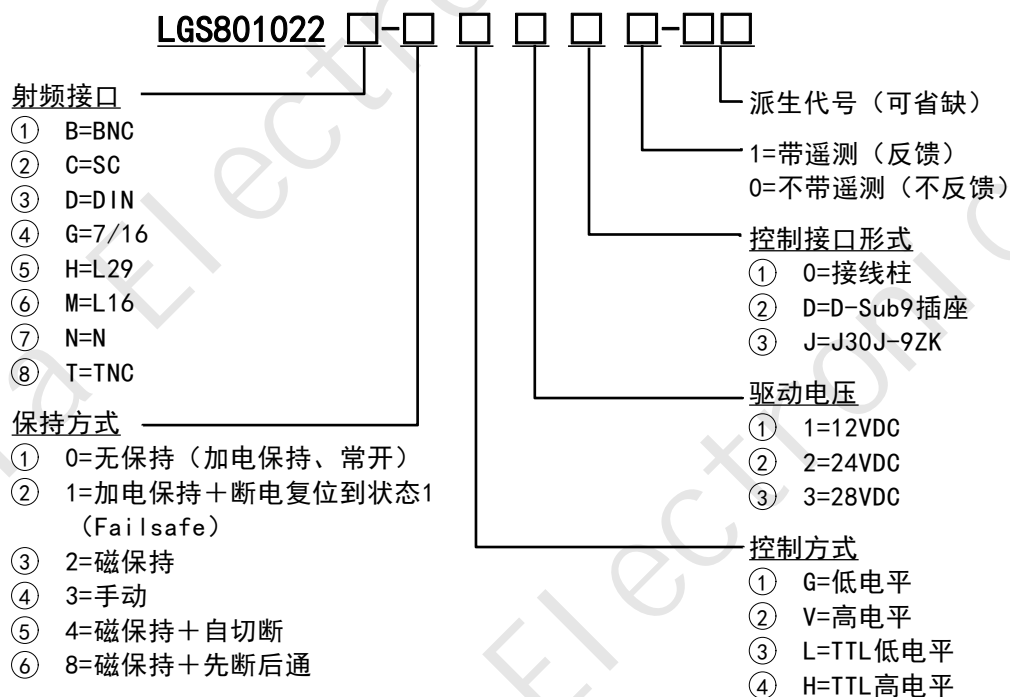 LGS801022 □-□ □ □ □ □-□□
射频接口
① B=BNC
② C=SC
③ D=DIN
④ G=7/16
⑤ H=L29
⑥ M=L16
⑦ N=N
⑧ T=TNC
保持方式
① 0=无保持（加电保持、常开）
② 1=加电保持＋断电复位到状态1
（Failsafe）
③ 2=磁保持
④ 3=手动
⑤ 4=磁保持＋自切断
⑥ 8=磁保持＋先断后通
派生代号（可省缺）
1=带遥测（反馈）
0=不带遥测（不反馈）
控制接口形式
① 0=接线柱
② D=D-Sub9插座
③ J=J30J-9ZK
驱动电压
① 1=12VDC
② 2=24VDC
③ 3=28VDC
控制方式
① G=低电平
② V=高电平
③ L=TTL低电平
④ H=TTL高电平